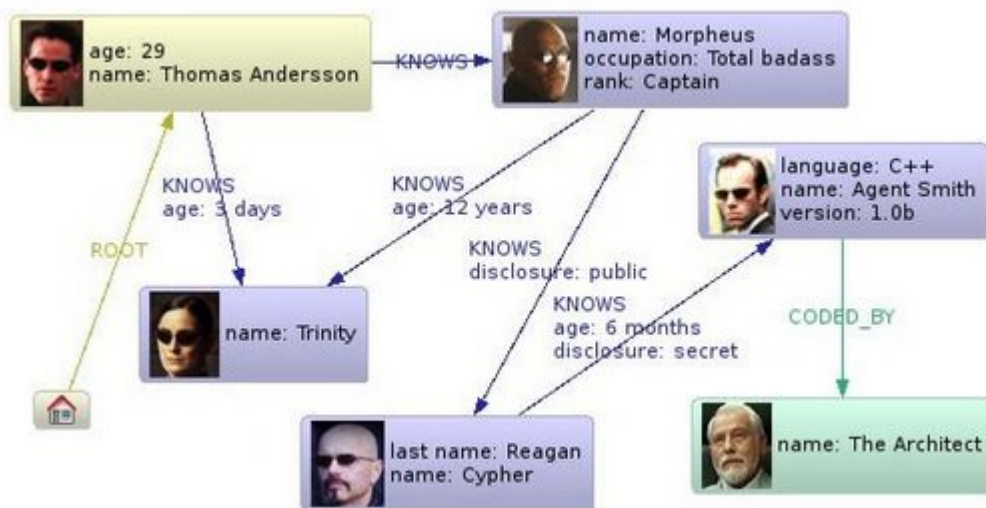 age: 29
name: Thomas Andersson
KNOWS
name: Morpheus
occupation: Total badass
rank: Captain
language: C++
name: Agent Smith
version: 1.0b
KNOWS
age: 3 days
KNOWS
age: 12 years
ROOT
KNOWS
disclosure: public
KNOWS
age: 6 months
disclosure: secret
CODED_BY
name: Trinity
last name: Reagan
name: Cypher
name: The Architect